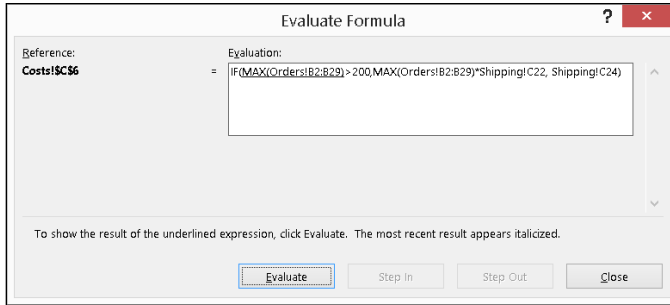 Evaluate Formula
? ×
Reference: Evaluation:
Costs!$C$6 = IF(MAX(Orders!B2:B29)>200,MAX(Orders!B2:B29)*Shipping!C22, Shipping!C24)
To show the result of the underlined expression, click Evaluate. The most recent result appears italicized.
Evaluate Step In Step Out Close